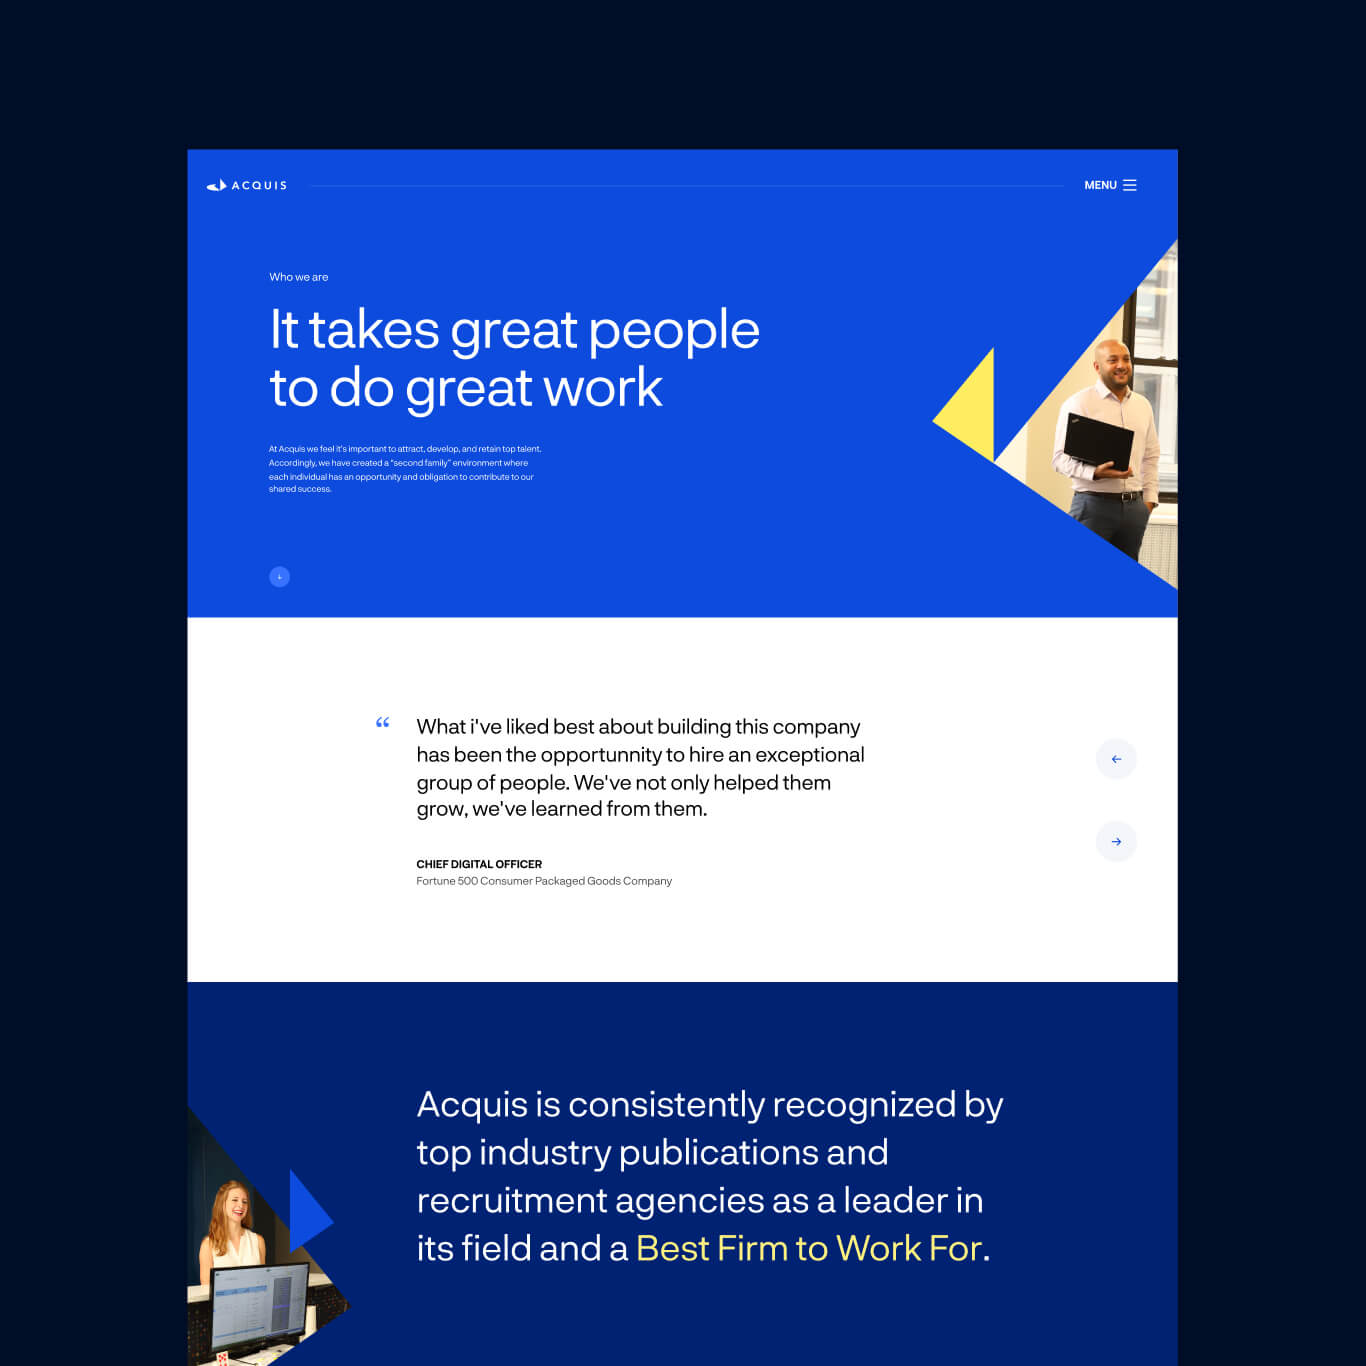 ACQUIS
MENU
Who we are
It takes great people
to do great work
At Acquis we feel it's important to attract, develop, and retain top talent.
Accordingly, we have created a "second family" environment where
each individual has an opportunity and obligation to contribute to our
shared success.
“
What i've liked best about building this company
has been the opportunnity to hire an exceptional
group of people. We've not only helped them
grow, we've learned from them.
CHIEF DIGITAL OFFICER
Fortune 500 Consumer Packaged Goods Company
Acquis is consistently recognized by
top industry publications and
recruitment agencies as a leader in
its field and a Best Firm to Work For.